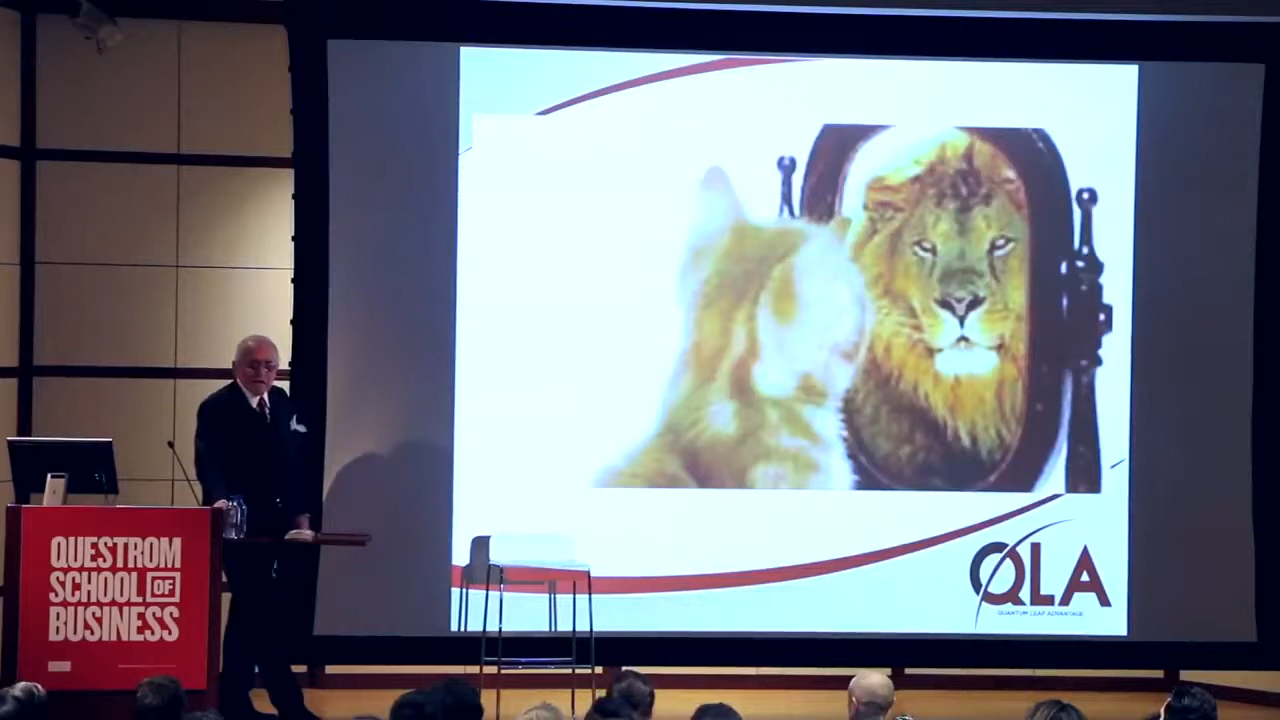 QUESTROM
SCHOOL OF
BUSINESS
QLA
QUANTUM LEAP ADVANTAGE